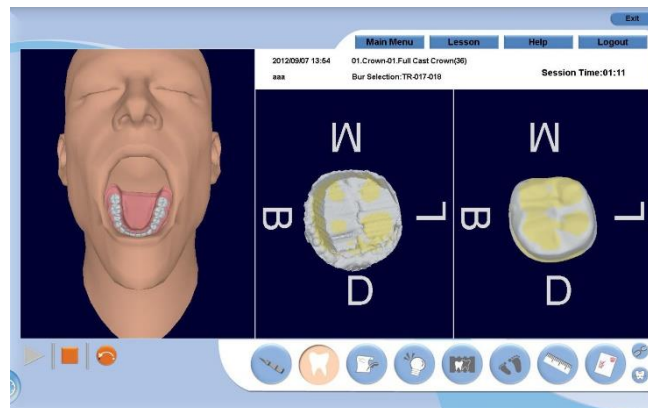 Exit
Main Menu Lesson Help Logout
2012/09/07 13:54 01.Crown-01.Full Cast Crown(36)
aaa Bur Selection:TR-017-018 Session Time:01:11
M M
B L B L
D D